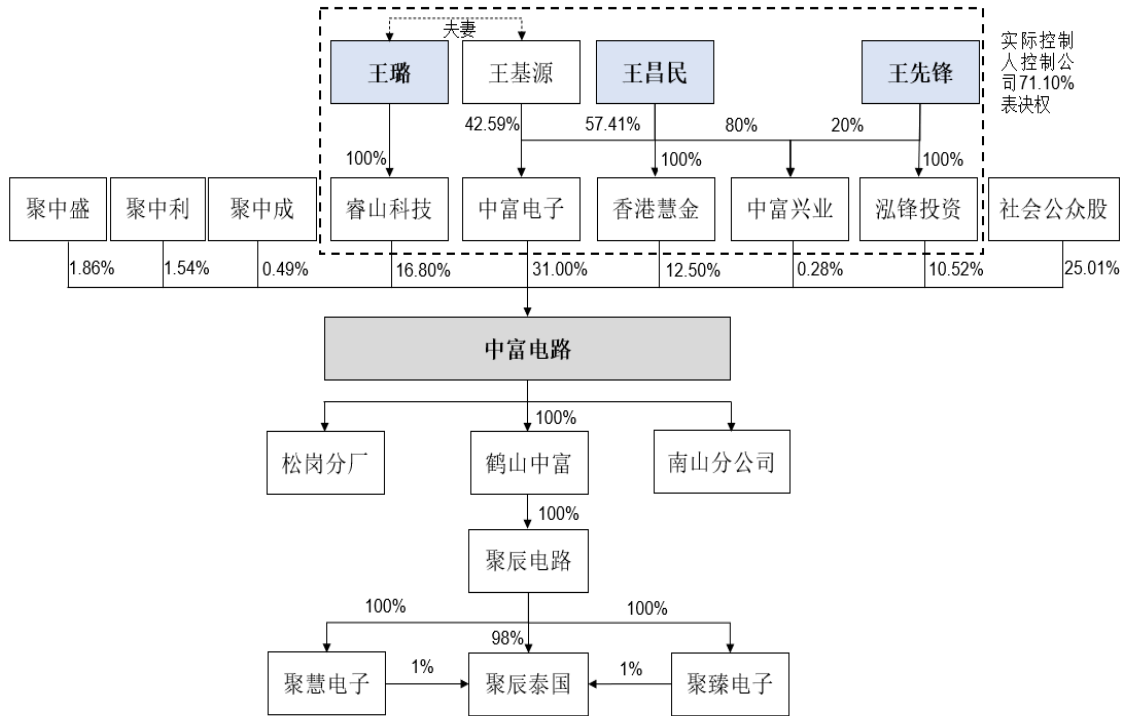 夫妻
王璐
王基源
王昌民
王先锋
实际控制
人控制公
司71.10%
表决权
42.59%
57.41%
80%
20%
100%
100%
100%
聚中盛
聚中利
聚中成
睿山科技
中富电子
香港慧金
中富兴业
泓锋投资
社会公众股
1.86%
1.54%
0.49%
16.80%
31.00%
12.50%
0.28%
10.52%
25.01%
中富电路
100%
松岗分厂
鹤山中富
南山分公司
100%
聚辰电路
100%
100%
98%
聚慧电子
1%
聚辰泰国
1%
聚臻电子